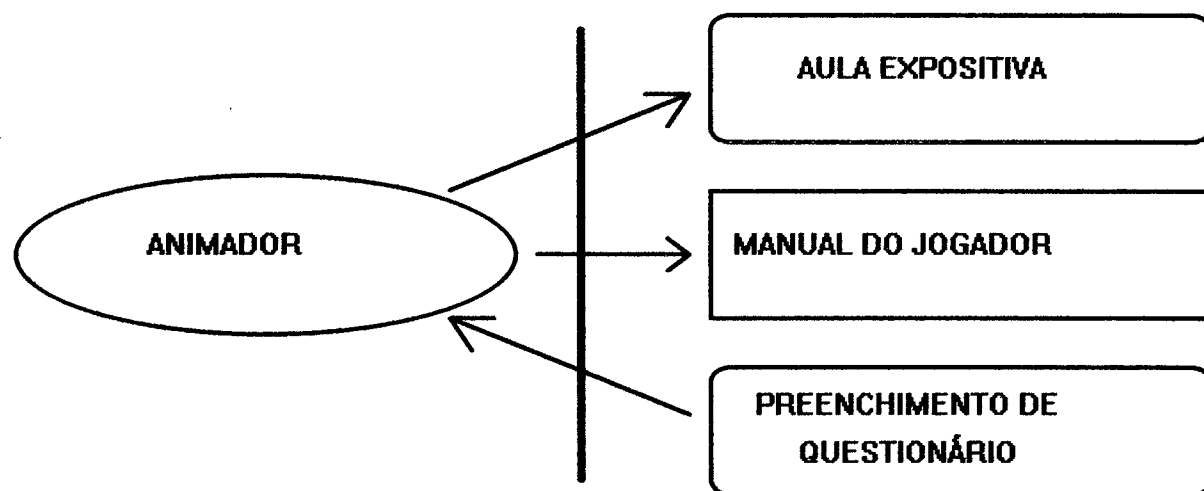 AULA EXPOSITIVA
ANIMADOR
MANUAL DO JOGADOR
PREENCHIMENTO DE
QUESTIONÁRIO